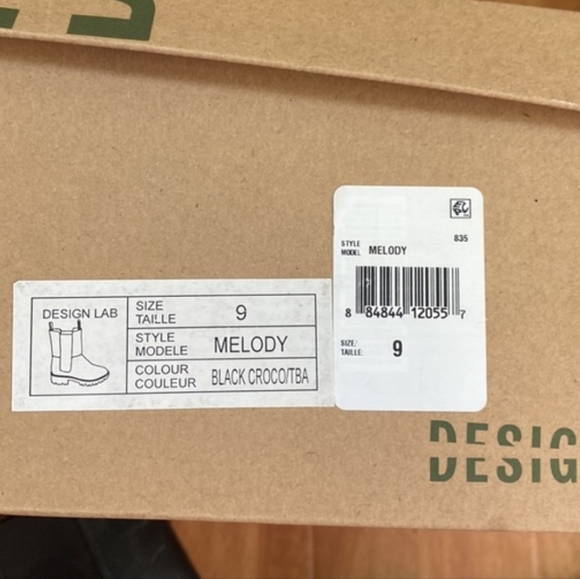 DESIGN LAB
SIZE
TAILLE
9
STYLE
MODELE
MELODY
COLOUR
COULEUR
BLACK CROCO/TBA
835
STYLE
MODEL
MELODY
8 84844 12055 7
SIZE/
TAILLE:
9
DESIG